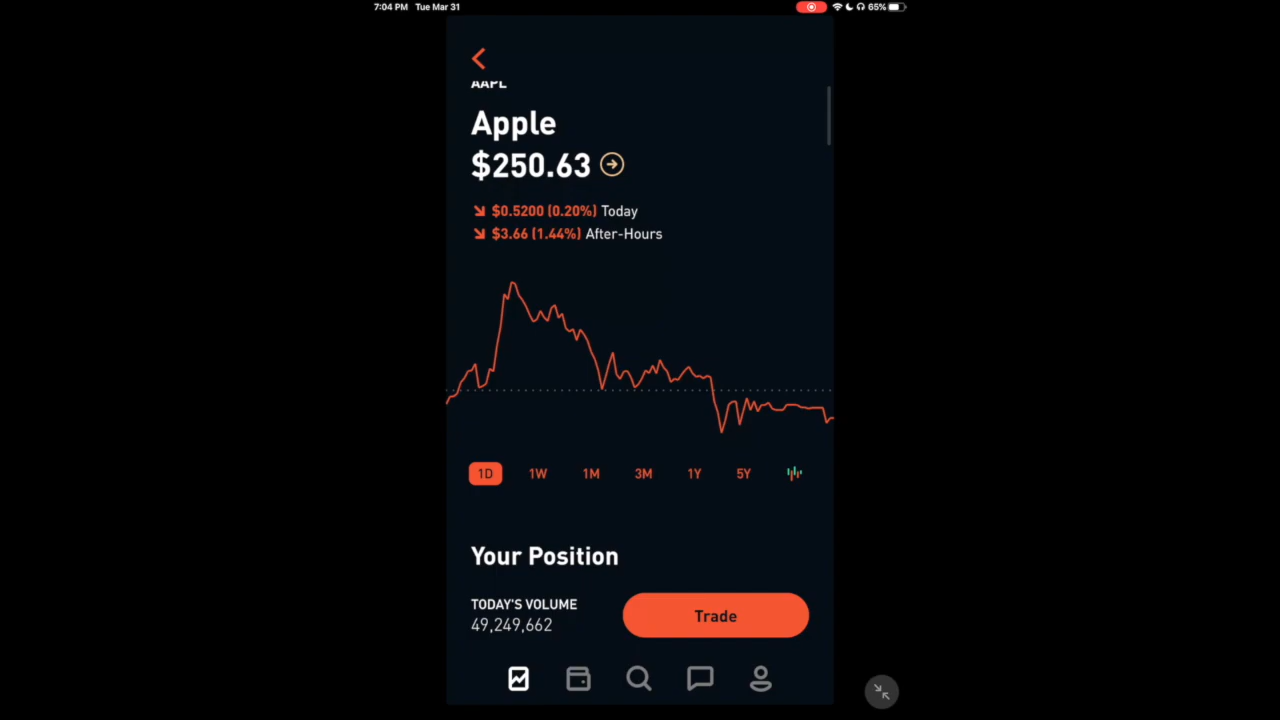 7:04 PM Tue Mar 31
65%
AAPL
Apple
$250.63
$0.5200 (0.20%) Today
$3.66 (1.44%) After-Hours
1D 1W 1M 3M 1Y 5Y
Your Position
TODAY'S VOLUME
49,249,662
Trade